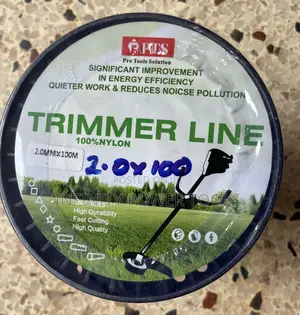 Pro Tools Solution
SIGNIFICANT IMPROVEMENT
IN ENERGY EFFICIENCY
QUIETER WORK & REDUCES NOICSE POLLUTION
TRIMMER LINE
100%NYLON
2.0MM×100M
2.0×100
POSTED
High Durability
Fast Cutting
High Quality